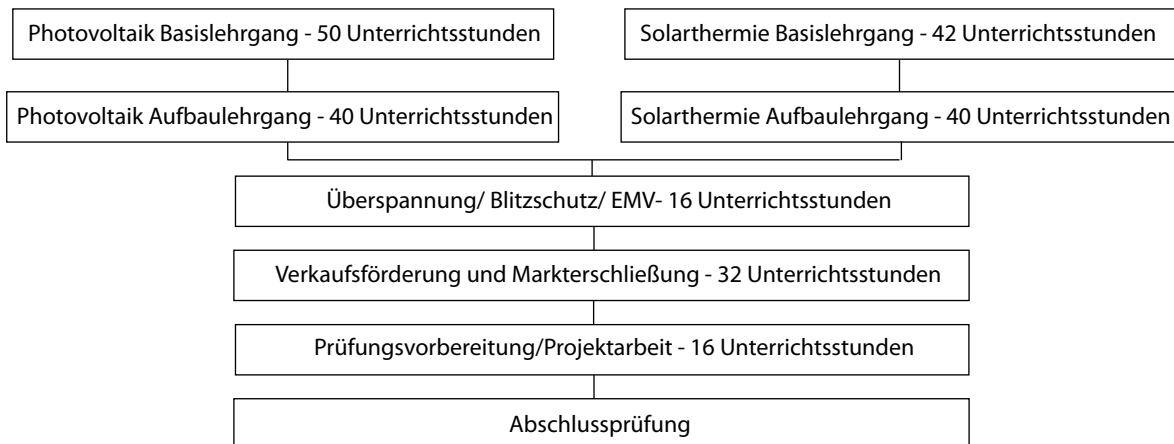 Photovoltaik Basislehrgang - 50 Unterrichtsstunden
Solarthermie Basislehrgang - 42 Unterrichtsstunden
Photovoltaik Aufbaulehrgang - 40 Unterrichtsstunden
Solarthermie Aufbaulehrgang - 40 Unterrichtsstunden
Überspannung/ Blitzschutz/ EMV- 16 Unterrichtsstunden
Verkaufsförderung und Markterschließung - 32 Unterrichtsstunden
Prüfungsvorbereitung/Projektarbeit - 16 Unterrichtsstunden
Abschlussprüfung